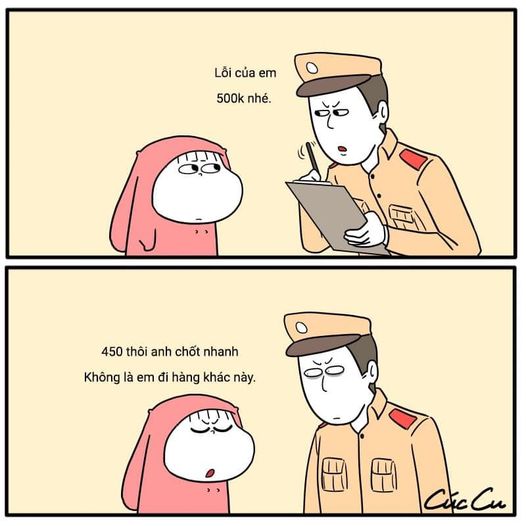 Lỗi của em
500k nhé.
450 thôi anh chốt nhanh
Không là em đi hàng khác này.
Cúc Cu